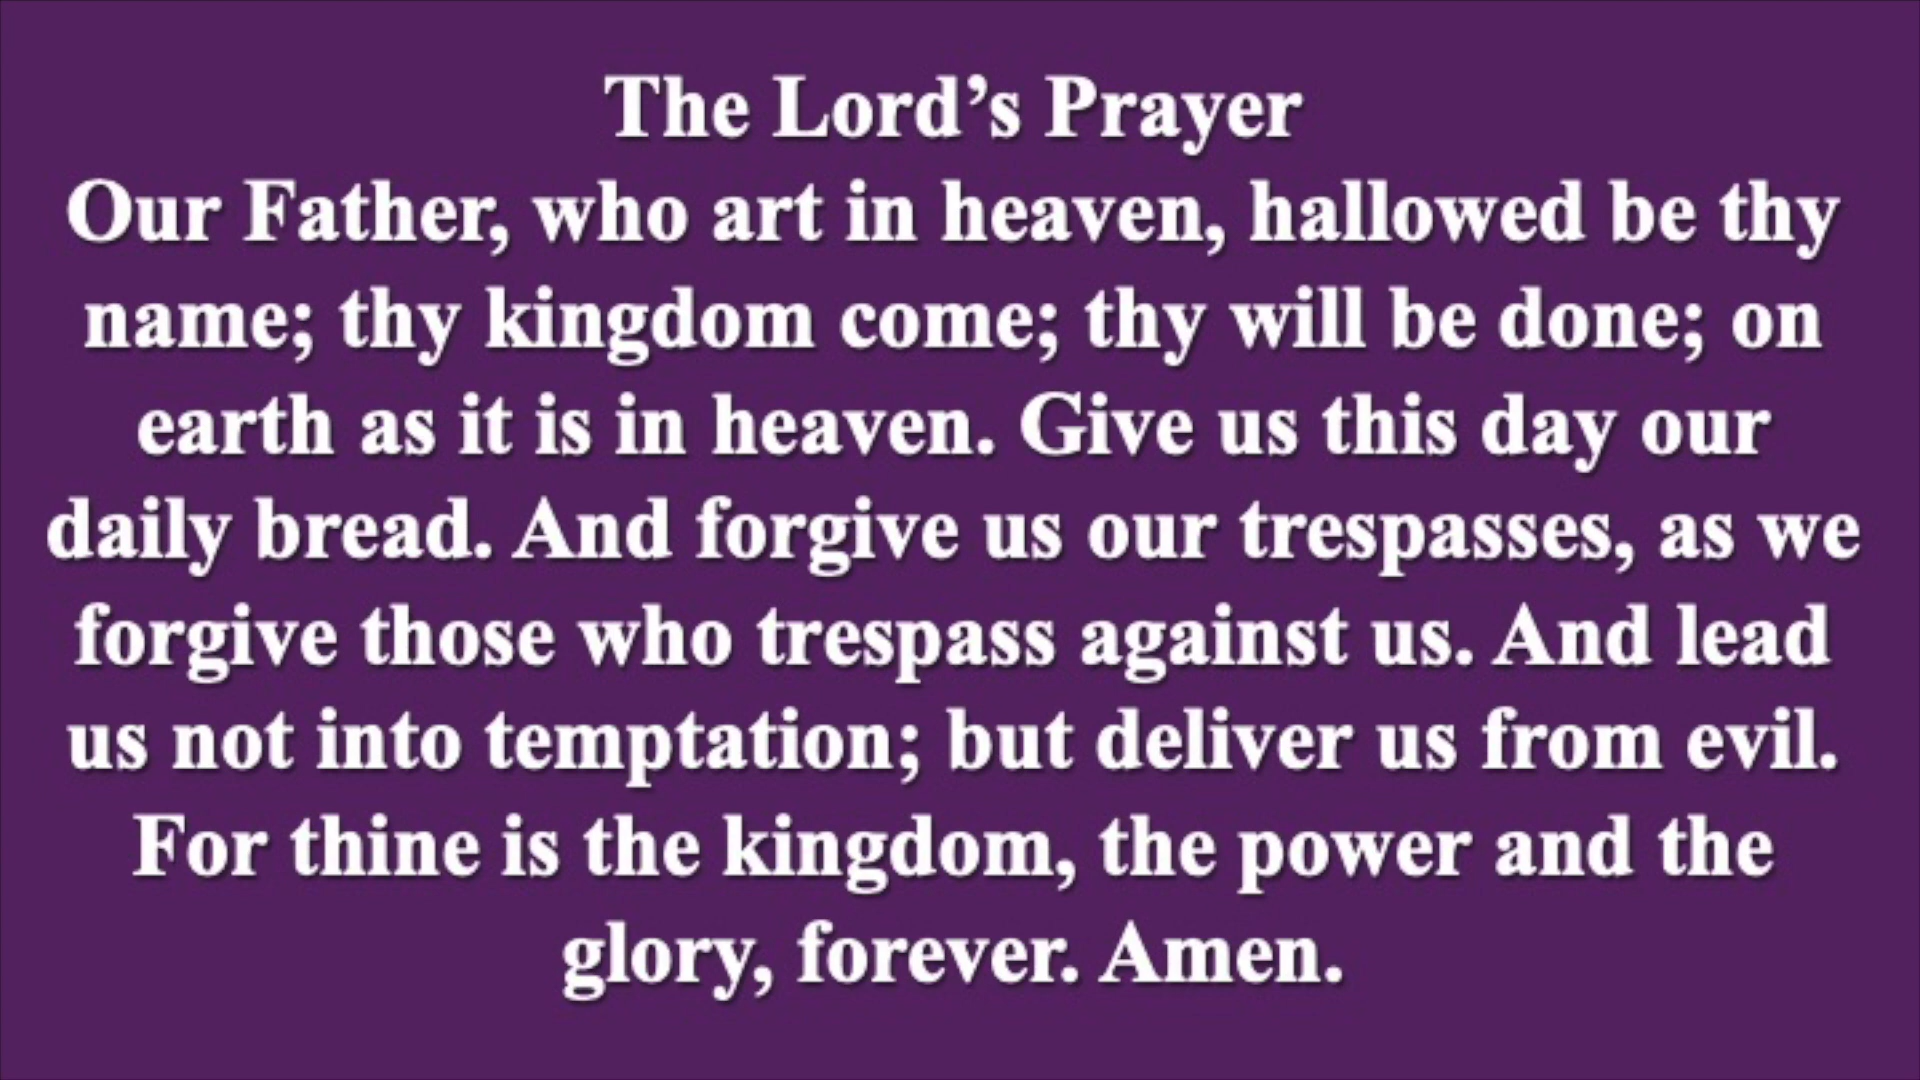 The Lord’s Prayer
Our Father, who art in heaven, hallowed be thy
name; thy kingdom come; thy will be done; on
earth as it is in heaven. Give us this day our
daily bread. And forgive us our trespasses, as we
forgive those who trespass against us. And lead
us not into temptation; but deliver us from evil.
For thine is the kingdom, the power and the
glory, forever. Amen.